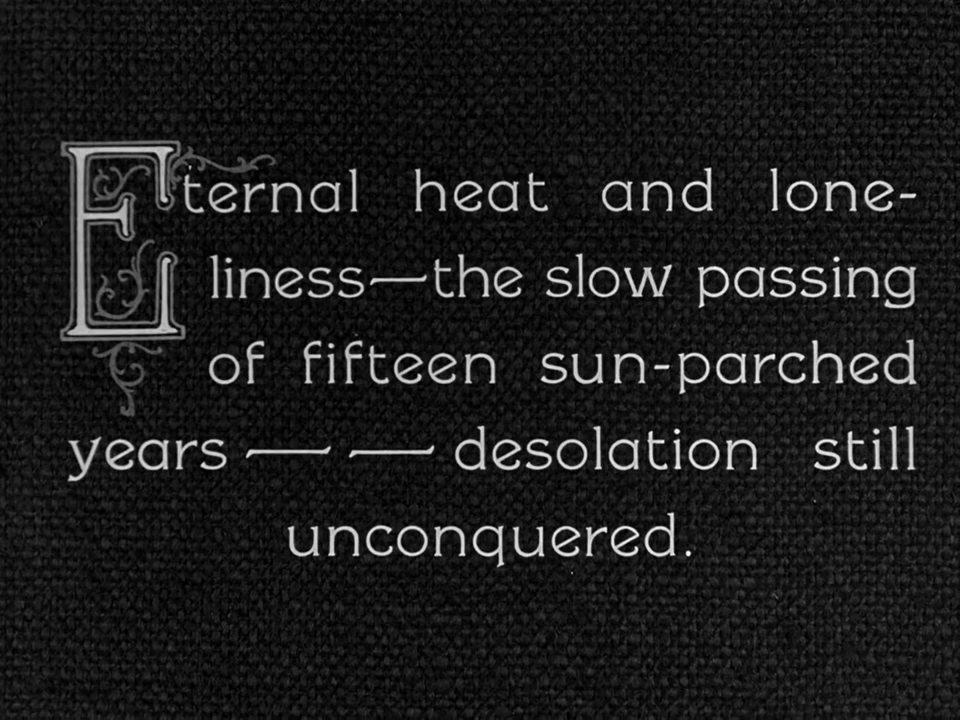 Eternal heat and lone-
liness—the slow passing
of fifteen sun-parched
years — — desolation still
unconquered.